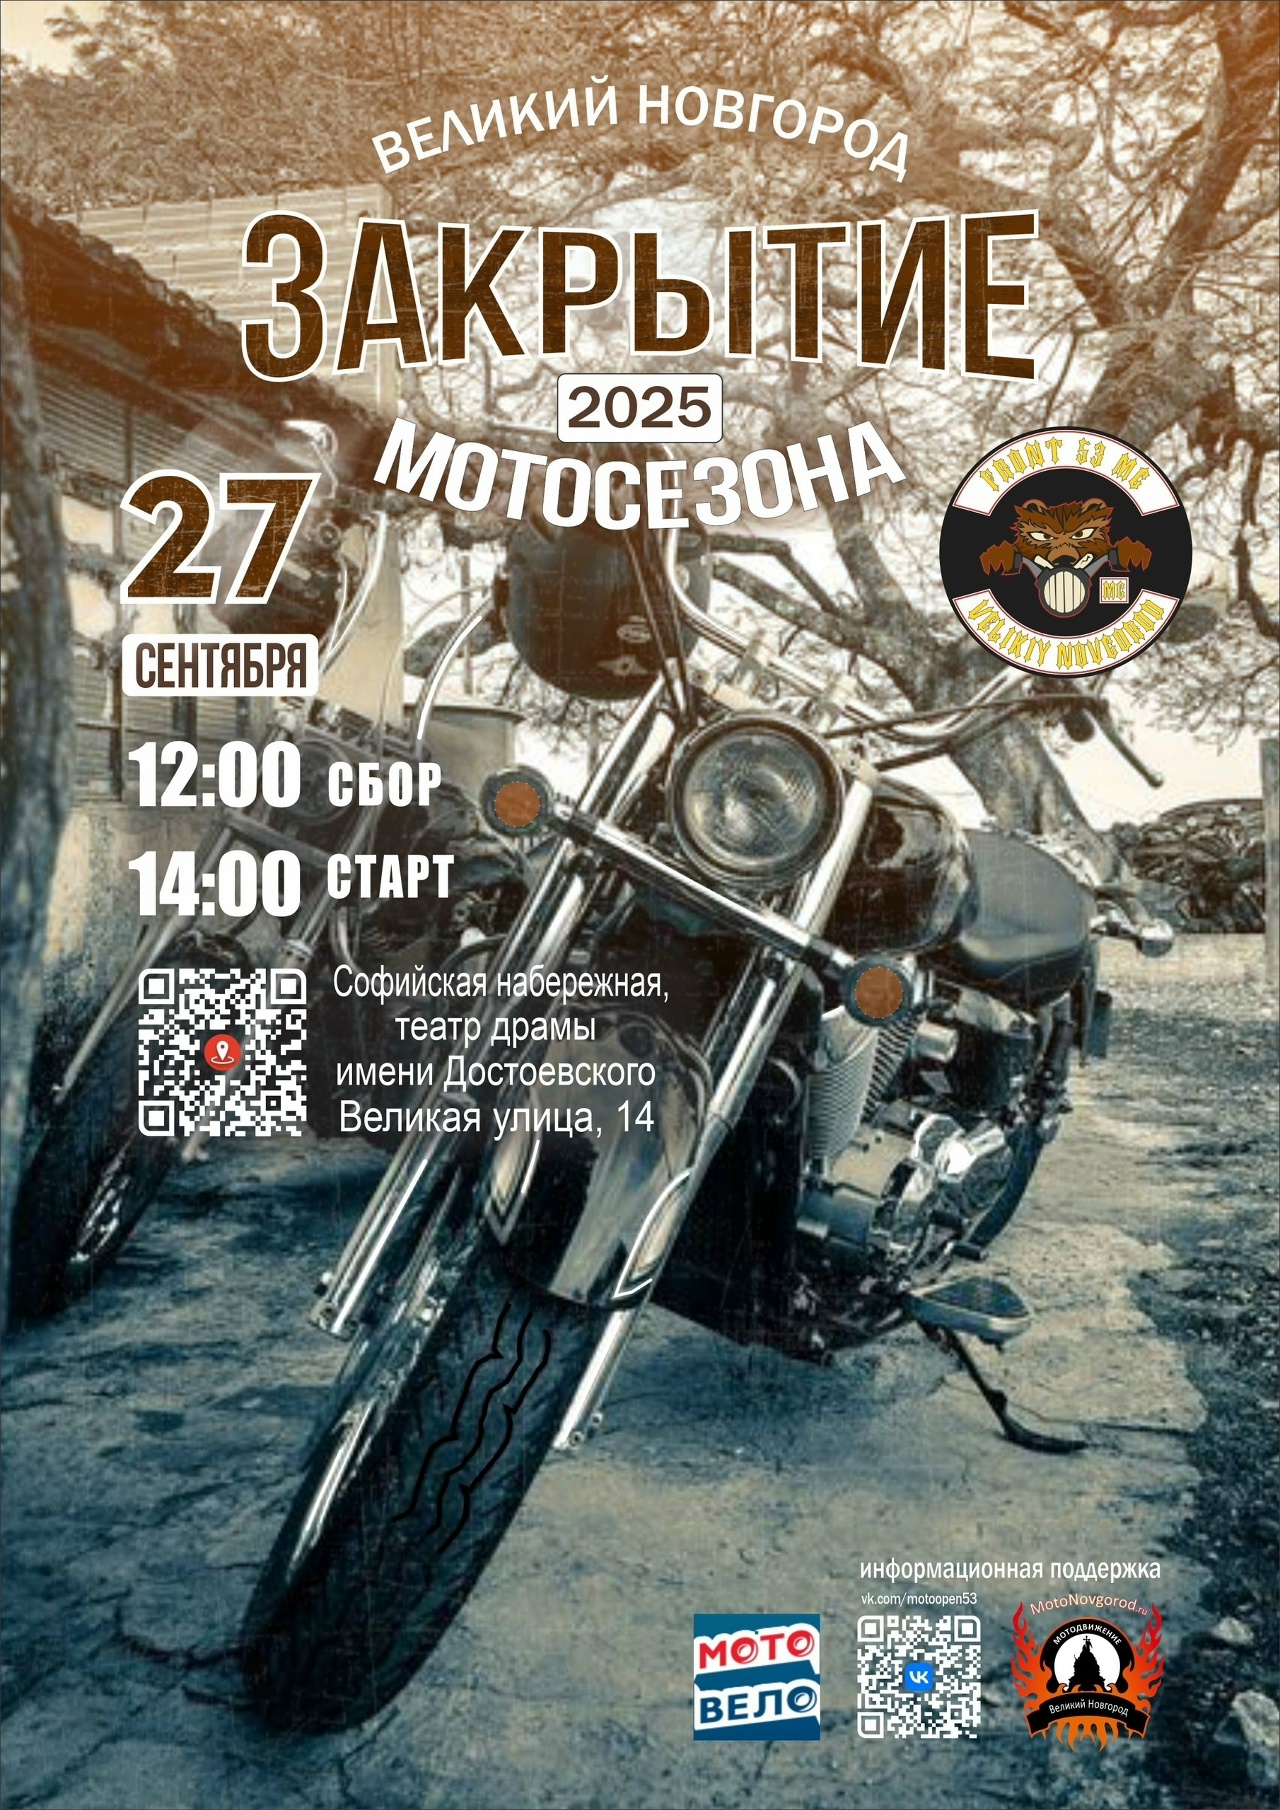 ВЕЛИКИЙ НОВГОРОД
ЗАКРЫТИЕ
2025
МОТОСЕЗОНА
27
СЕНТЯБРЯ
FRONT 53 MC
MC
VELIKIY NOVGOROD
12:00 СБОР
14:00 СТАРТ
Софийская набережная,
театр драмы
имени Достоевского
Великая улица, 14
информационная поддержка
vk.com/motoopen53
МОТО
ВЕЛО
MotoNovgorod.ru
МОТОДВИЖЕНИЕ
Великий Новгород